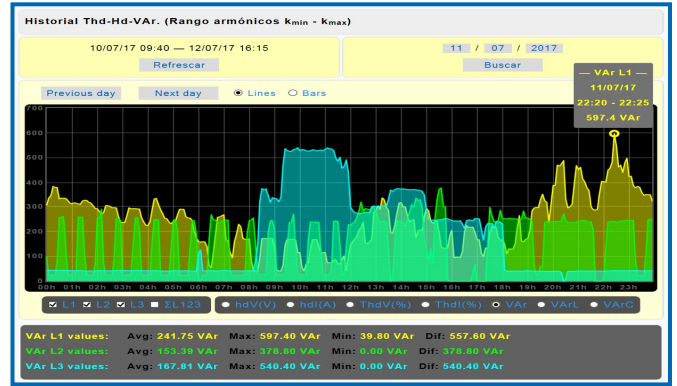 Historial Thd-Hd-VAr. (Rango armónicos kmin - kmax)
10/07/17 09:40 — 12/07/17 16:15
11 / 07 / 2017
Refrescar
Buscar
— VAr L1 —
11/07/17
22:20 - 22:25
597.4 VAr
Previous day
Next day
Lines
Bars
700
600
500
400
300
200
100
0
00h 01h 02h 03h 04h 05h 06h 07h 08h 09h 10h 11h 12h 13h 14h 15h 16h 17h 18h 19h 20h 21h 22h 23h
L1 L2 L3 ΣL123 hdV(V) hdI(A) ThdV(%) ThdI(%) VAr VArL VArC
VAr L1 values: Avg: 241.75 VAr Max: 597.40 VAr Min: 39.80 VAr Dif: 557.60 VAr
VAr L2 values: Avg: 153.39 VAr Max: 378.80 VAr Min: 0.00 VAr Dif: 378.80 VAr
VAr L3 values: Avg: 167.81 VAr Max: 540.40 VAr Min: 0.00 VAr Dif: 540.40 VAr